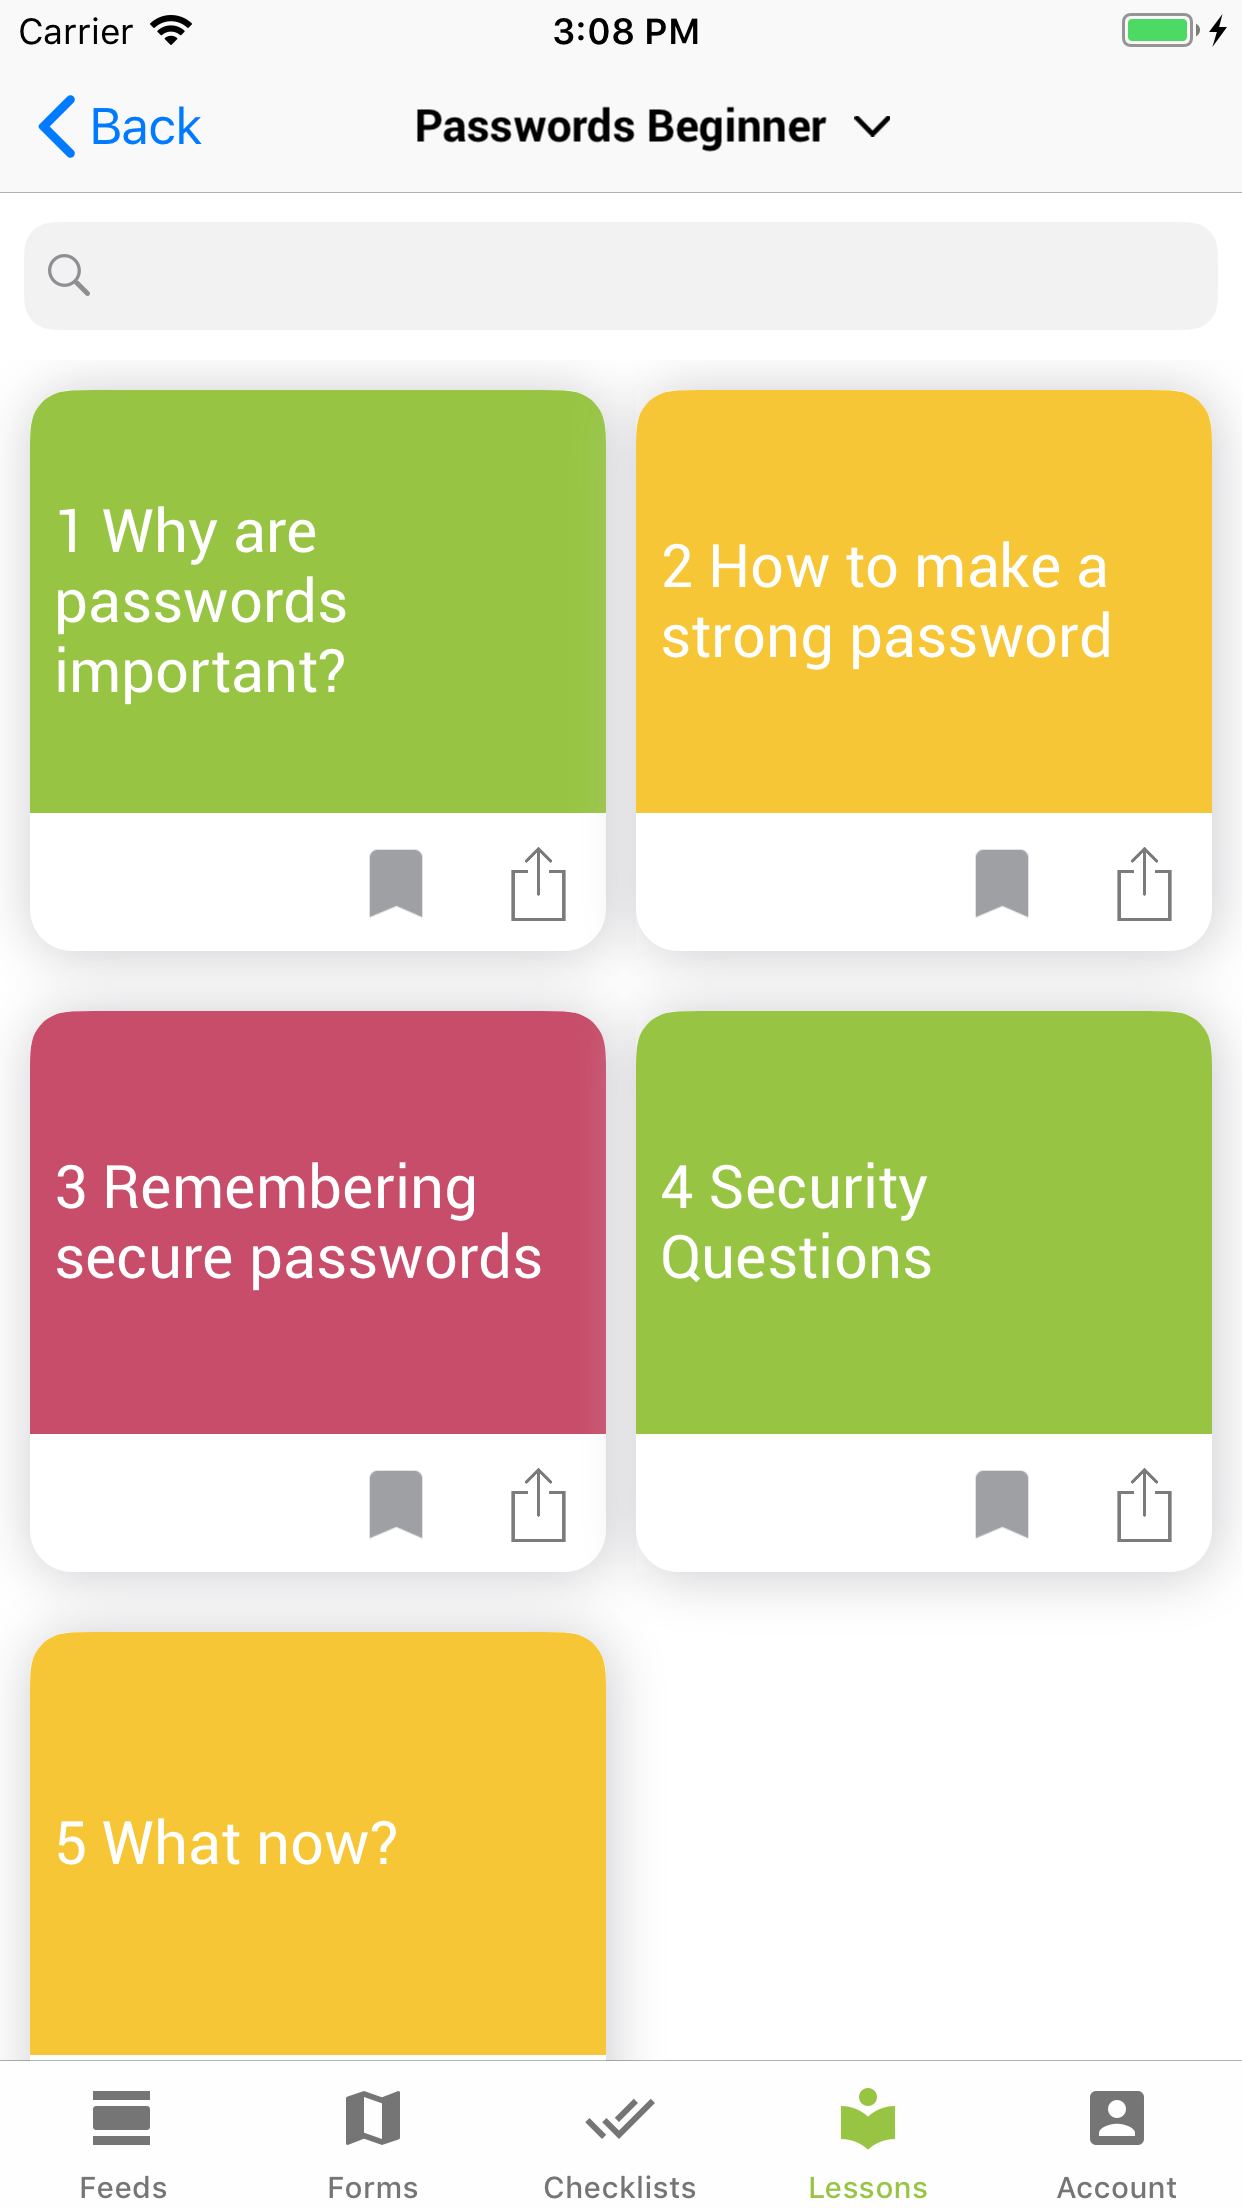 Carrier 3:08 PM
Back Passwords Beginner
1 Why are
passwords
important?
2 How to make a
strong password
3 Remembering
secure passwords
4 Security
Questions
5 What now?
Feeds Forms Checklists Lessons Account